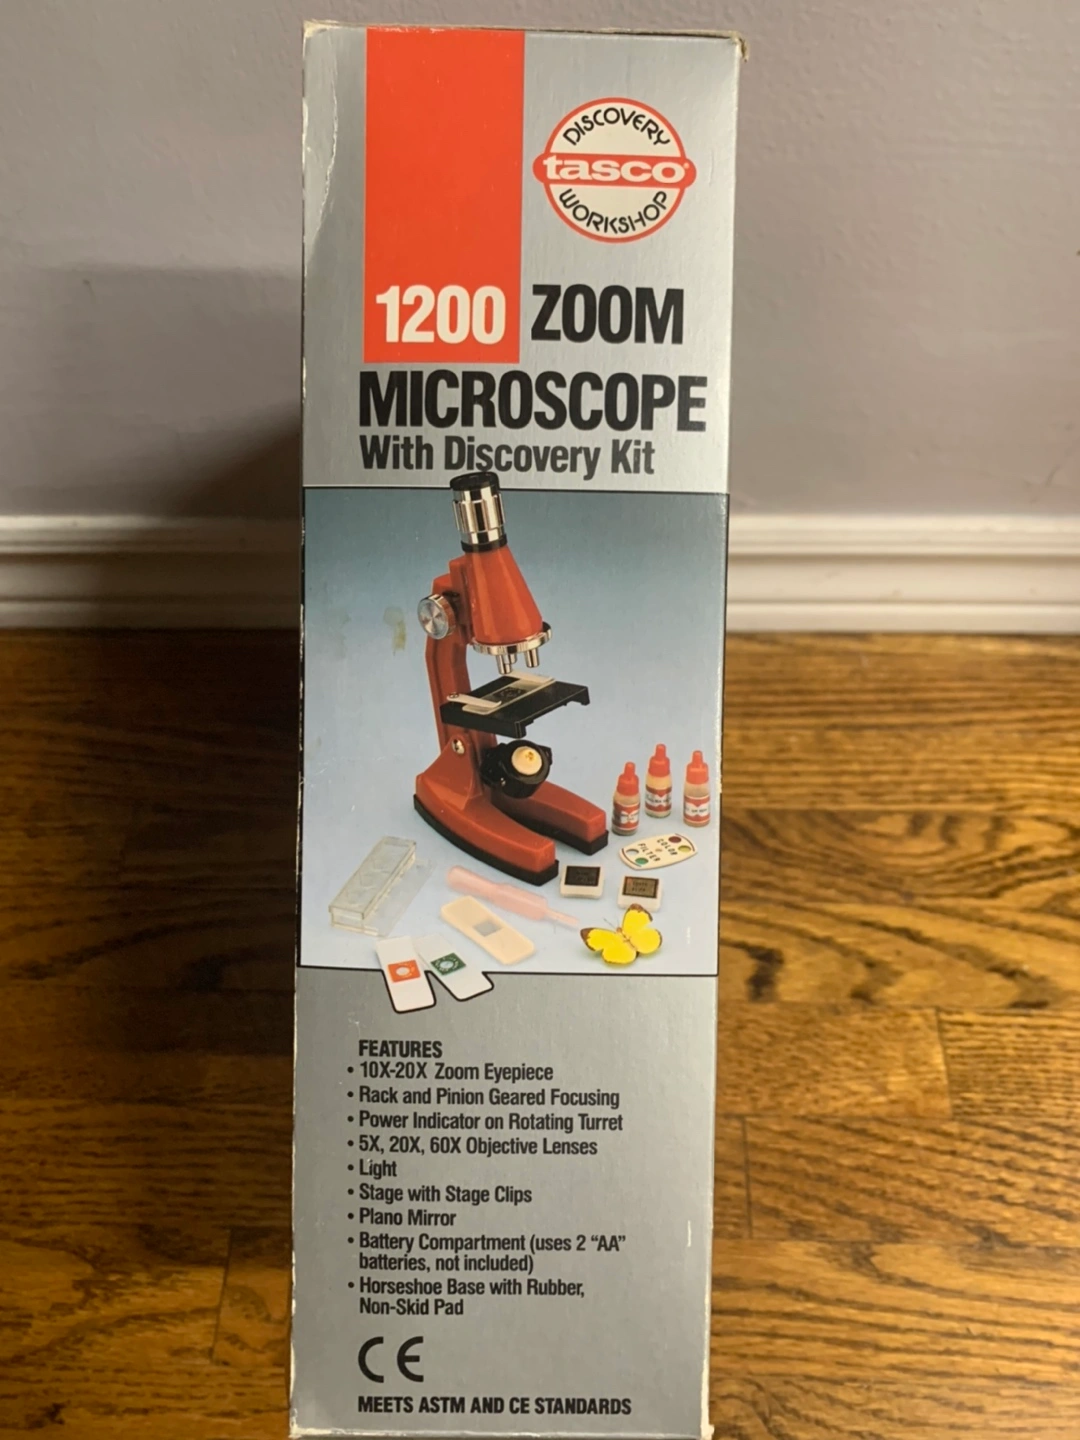 DISCOVERY
tasco
WORKSHOP
1200 ZOOM
MICROSCOPE
With Discovery Kit
COLOR
FILTER
FEATURES
• 10X-20X Zoom Eyepiece
• Rack and Pinion Geared Focusing
• Power Indicator on Rotating Turret
• 5X, 20X, 60X Objective Lenses
• Light
• Stage with Stage Clips
• Plano Mirror
• Battery Compartment (uses 2 “AA”
batteries, not included)
• Horseshoe Base with Rubber,
Non-Skid Pad
CE
MEETS ASTM AND CE STANDARDS